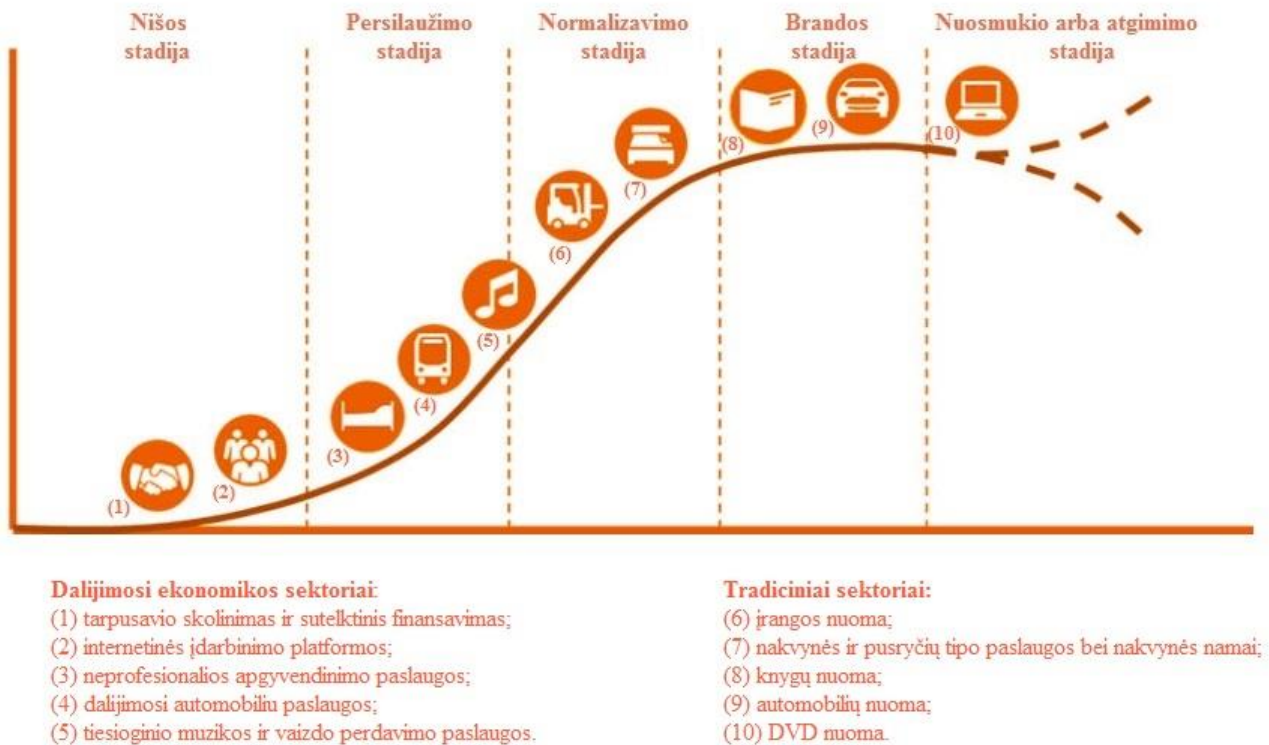 Nišos
stadija
Persilaužimo
stadija
Normalizavimo
stadija
Brandos
stadija
Nuosmukio arba atgimimo
stadija
(1)
(2)
(3)
(4)
(5)
(6)
(7)
(8)
(9)
(10)
Dalijimosi ekonomikos sektoriai:
(1) tarpusavio skolinimas ir sutelktinis finansavimas;
(2) internetinės įdarbinimo platformos;
(3) neprofesionalios apgyvendinimo paslaugos;
(4) dalijimosi automobiliu paslaugos;
(5) tiesioginio muzikos ir vaizdo perdavimo paslaugos.
Tradiciniai sektoriai:
(6) įrangos nuoma;
(7) nakvynės ir pusryčių tipo paslaugos bei nakvynės namai;
(8) knygų nuoma;
(9) automobilių nuoma;
(10) DVD nuoma.